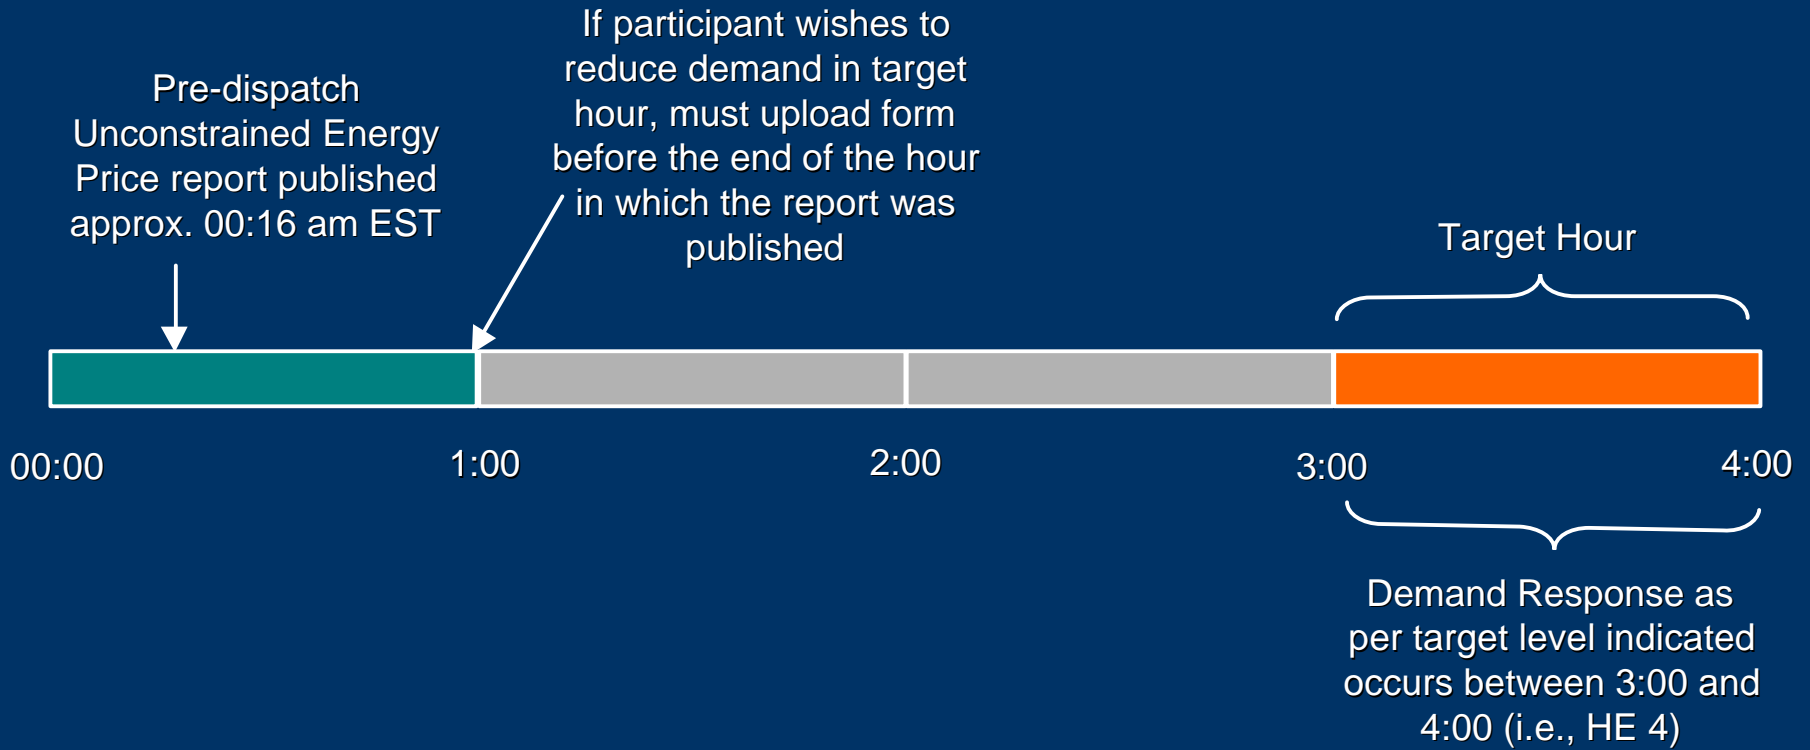 Pre-dispatch
Unconstrained Energy
Price report published
approx. 00:16 am EST
If participant wishes to
reduce demand in target
hour, must upload form
before the end of the hour
in which the report was
published
Target Hour
00:00
1:00
2:00
3:00
4:00
Demand Response as
per target level indicated
occurs between 3:00 and
4:00 (i.e., HE 4)